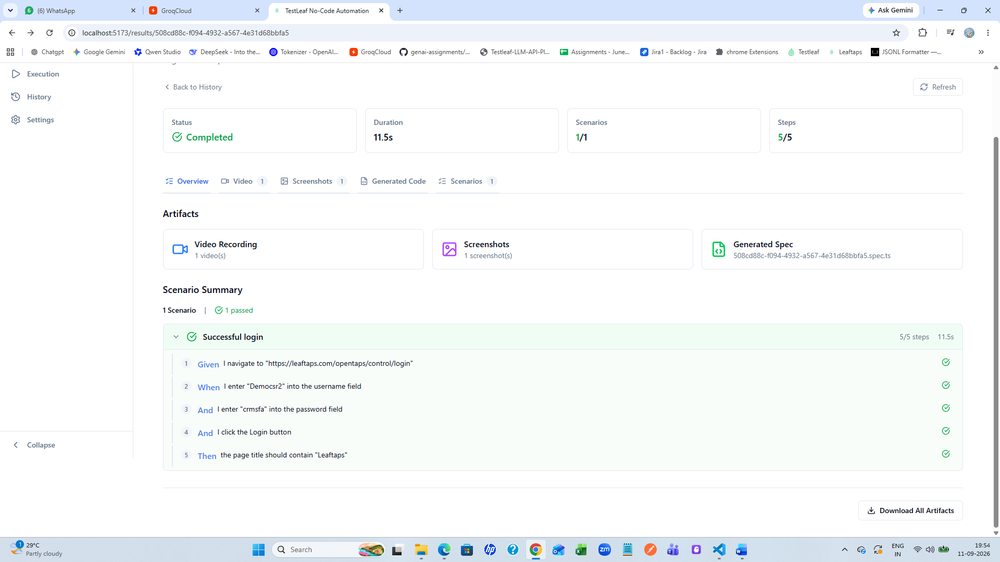 6
(6) WhatsApp
GroqCloud
TestLeaf No-Code Automation
Ask Gemini
localhost:5173/results/508cd88c-f094-4932-a567-4e31d68bbfa5
Chatgpt
Google Gemini
Qwen Studio
DeepSeek - Into the...
Tokenizer - OpenAI...
GroqCloud
genai-assignments/...
Testleaf-LLM-API-Pl...
Assignments - June...
Jira1 - Backlog - Jira
chrome Extensions
Testleaf
Leaftaps
JSONL Formatter —...
Execution
History
Settings
Collapse
Back to History
Refresh
Status
Completed
Duration
11.5s
Scenarios
1/1
Steps
5/5
Overview
Video 1
Screenshots 1
Generated Code
Scenarios 1
Artifacts
Video Recording
1 video(s)
Screenshots
1 screenshot(s)
Generated Spec
508cd88c-f094-4932-a567-4e31d68bbfa5.spec.ts
Scenario Summary
1 Scenario | 1 passed
Successful login
5/5 steps 11.5s
1 Given I navigate to "https://leaftaps.com/opentaps/control/login"
2 When I enter "Democsr2" into the username field
3 And I enter "crmsfa" into the password field
4 And I click the Login button
5 Then the page title should contain "Leaftaps"
Download All Artifacts
1
29°C
Partly cloudy
Search
hp
zm
ENG
IN
19:54
11-09-2026